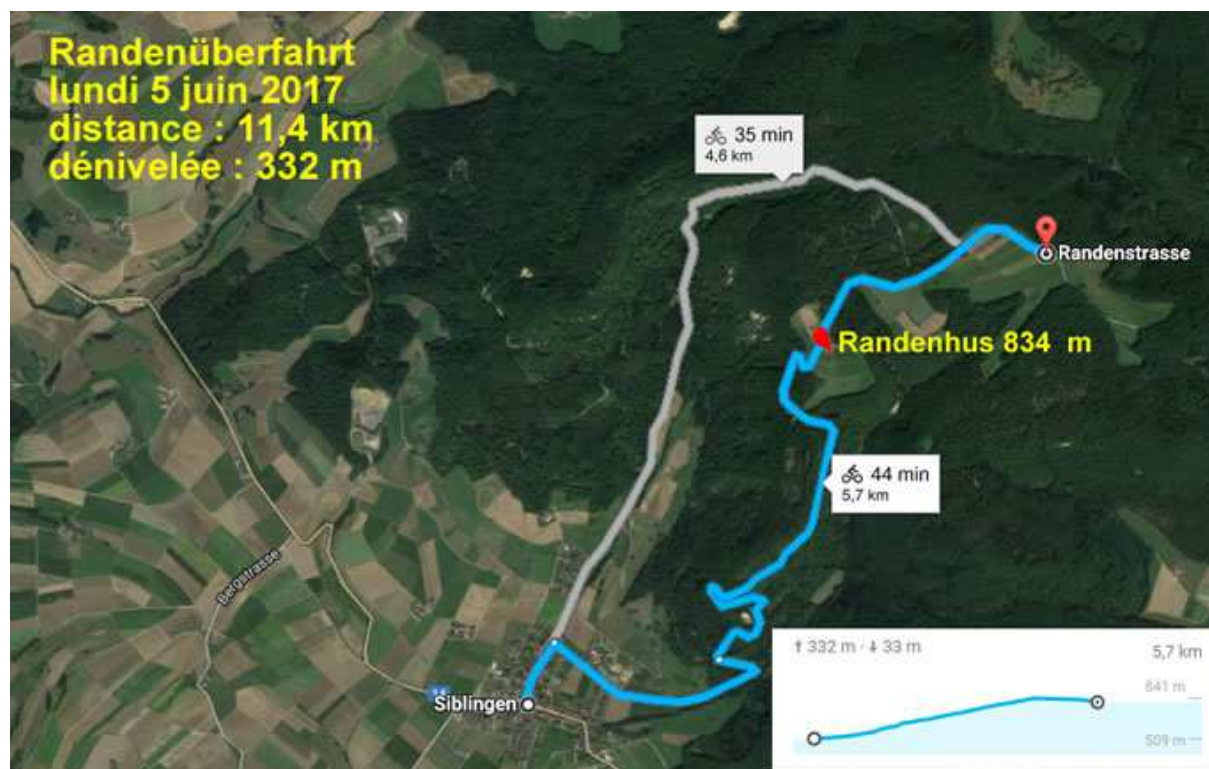 Randenüberfahrt
lundi 5 juin 2017
distance : 11,4 km
dénivelée : 332 m
35 min
4,6 km
Randenstrasse
Randenhus 834 m
44 min
5,7 km
Bergstrasse
Siblingen
332 m · 33 m
5,7 km
841 m
509 m